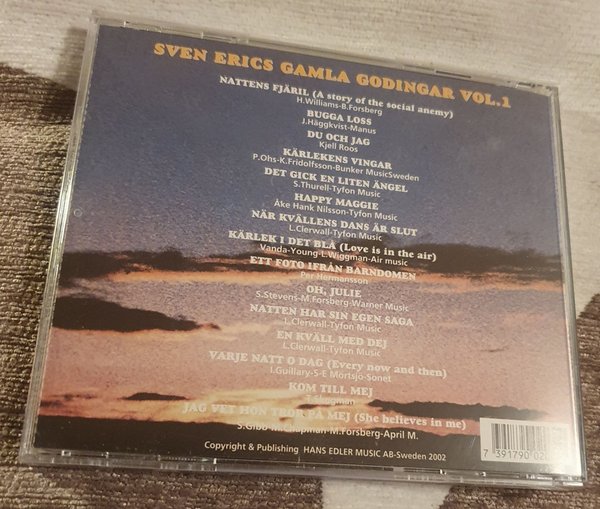 SVEN ERICS GAMLA GODINGAR VOL.1
NATTENS FJÄRIL (A story of the social anemy)
H.Williams-B.Forsberg
BUGGA LOSS
J.Häggkvist-Manus
DU OCH JAG
Kjell Roos
KÄRLEKENS VINGAR
P.Ohs-K.Fridolfsson-Bunker MusicSweden
DET GICK EN LITEN ÄNGEL
S.Thurell-Tyfon Music
HAPPY MAGGIE
Åke Hank Nilsson-Tyfon Music
NÄR KVÄLLENS DANS ÄR SLUT
L.Clerwall-Tyfon Music
KÄRLEK I DET BLÅ (Love is in the air)
Vanda-Young-L.Wiggman-Air music
ETT FOTO IFRÅN BARNDOMEN
Per Hermansson
OH, JULIE
S.Stevens-M.Forsberg-Warner Music
NATTEN HAR SIN EGEN SAGA
L.Clerwall-Tyfon Music
EN KVÄLL MED DEJ
L.Clerwall-Tyfon Music
VARJE NATT O DAG (Every now and then)
I.Guillary-S-E Mortsjö-Sonet
KOM TILL MEJ
T.Skogman
JAG VET HON TROR PÅ MEJ (She believes in me)
S.Gibb-M.Chapman-M.Forsberg-April M.
Copyright & Publishing HANS EDLER MUSIC AB-Sweden 2002
7 391790 02